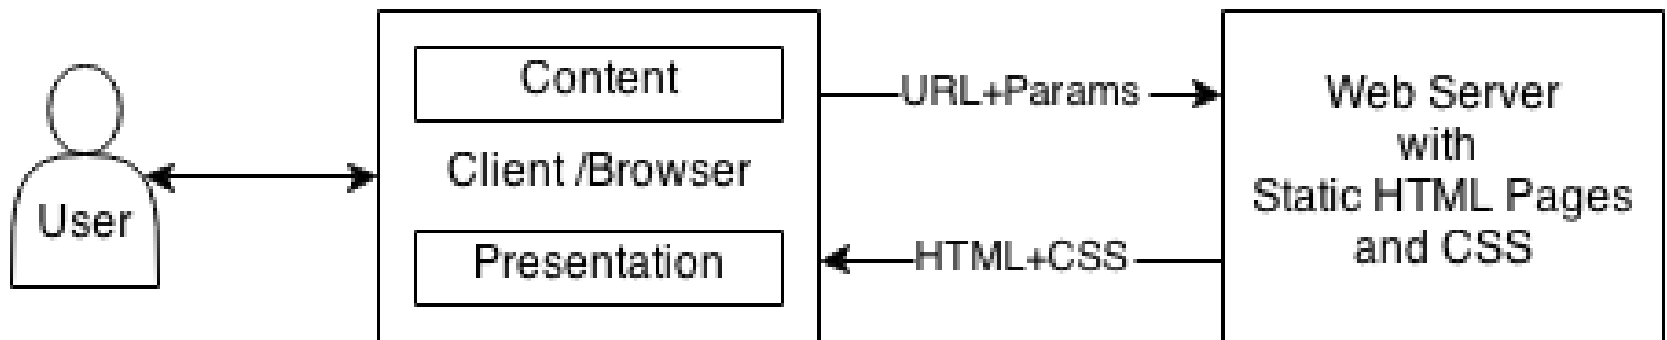 Content
Client /Browser
Presentation
User
URL+Params
HTML+CSS
Web Server
with
Static HTML Pages
and CSS